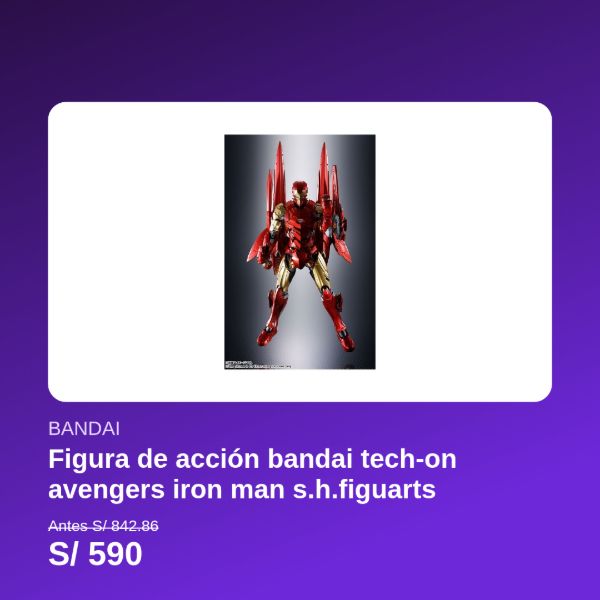 BANDAI
Figura de acción bandai tech-on
avengers iron man s.h.figuarts
Antes S/ 842.86
S/ 590